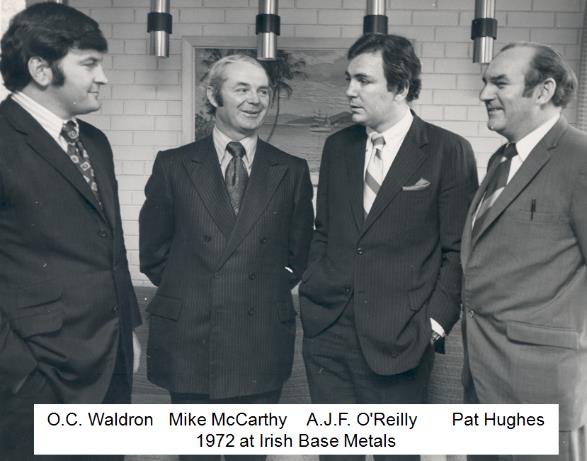 O.C. Waldron Mike McCarthy A.J.F. O'Reilly Pat Hughes
1972 at Irish Base Metals